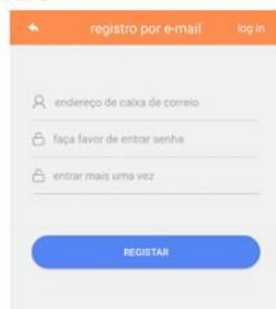 registro por e-mail log in
endereço de caixa de correio
faça favor de entrar senha
entrar mais uma vez
REGISTAR